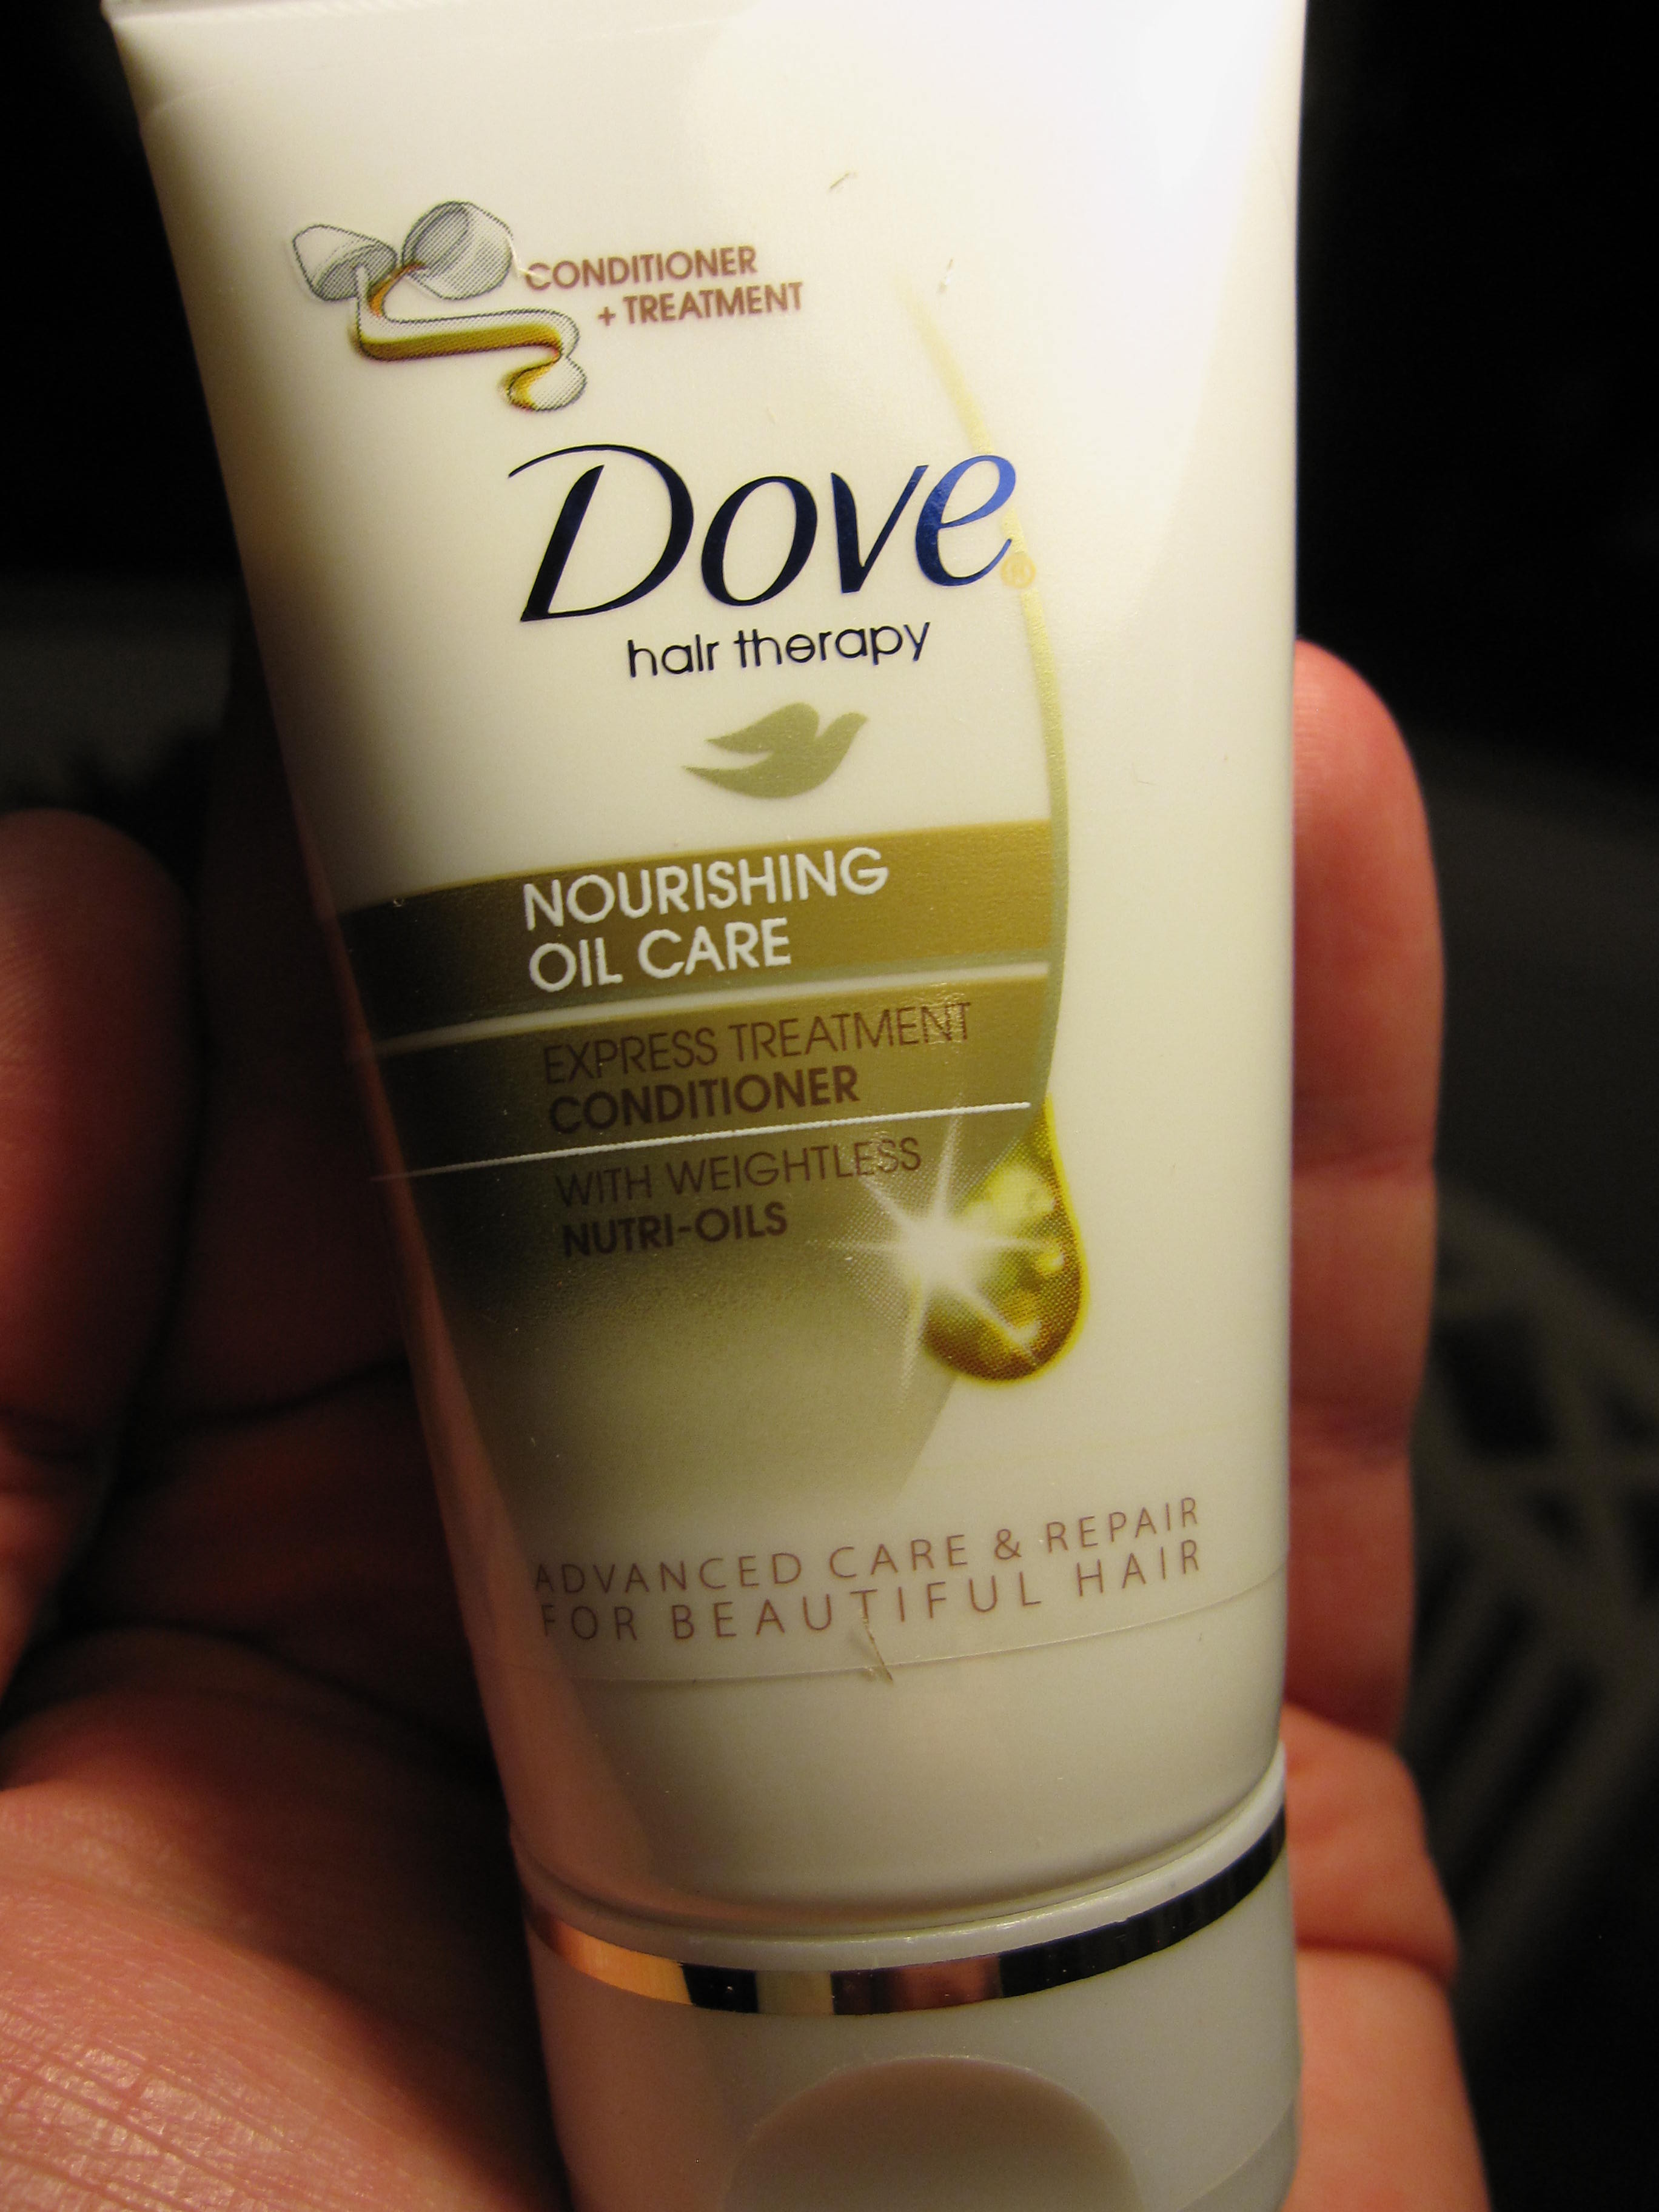 CONDITIONER
+ TREATMENT
Dove
hair therapy
NOURISHING
OIL CARE
EXPRESS TREATMENT
CONDITIONER
WITH WEIGHTLESS
NUTRI-OILS
ADVANCED CARE & REPAIR
FOR BEAUTIFUL HAIR